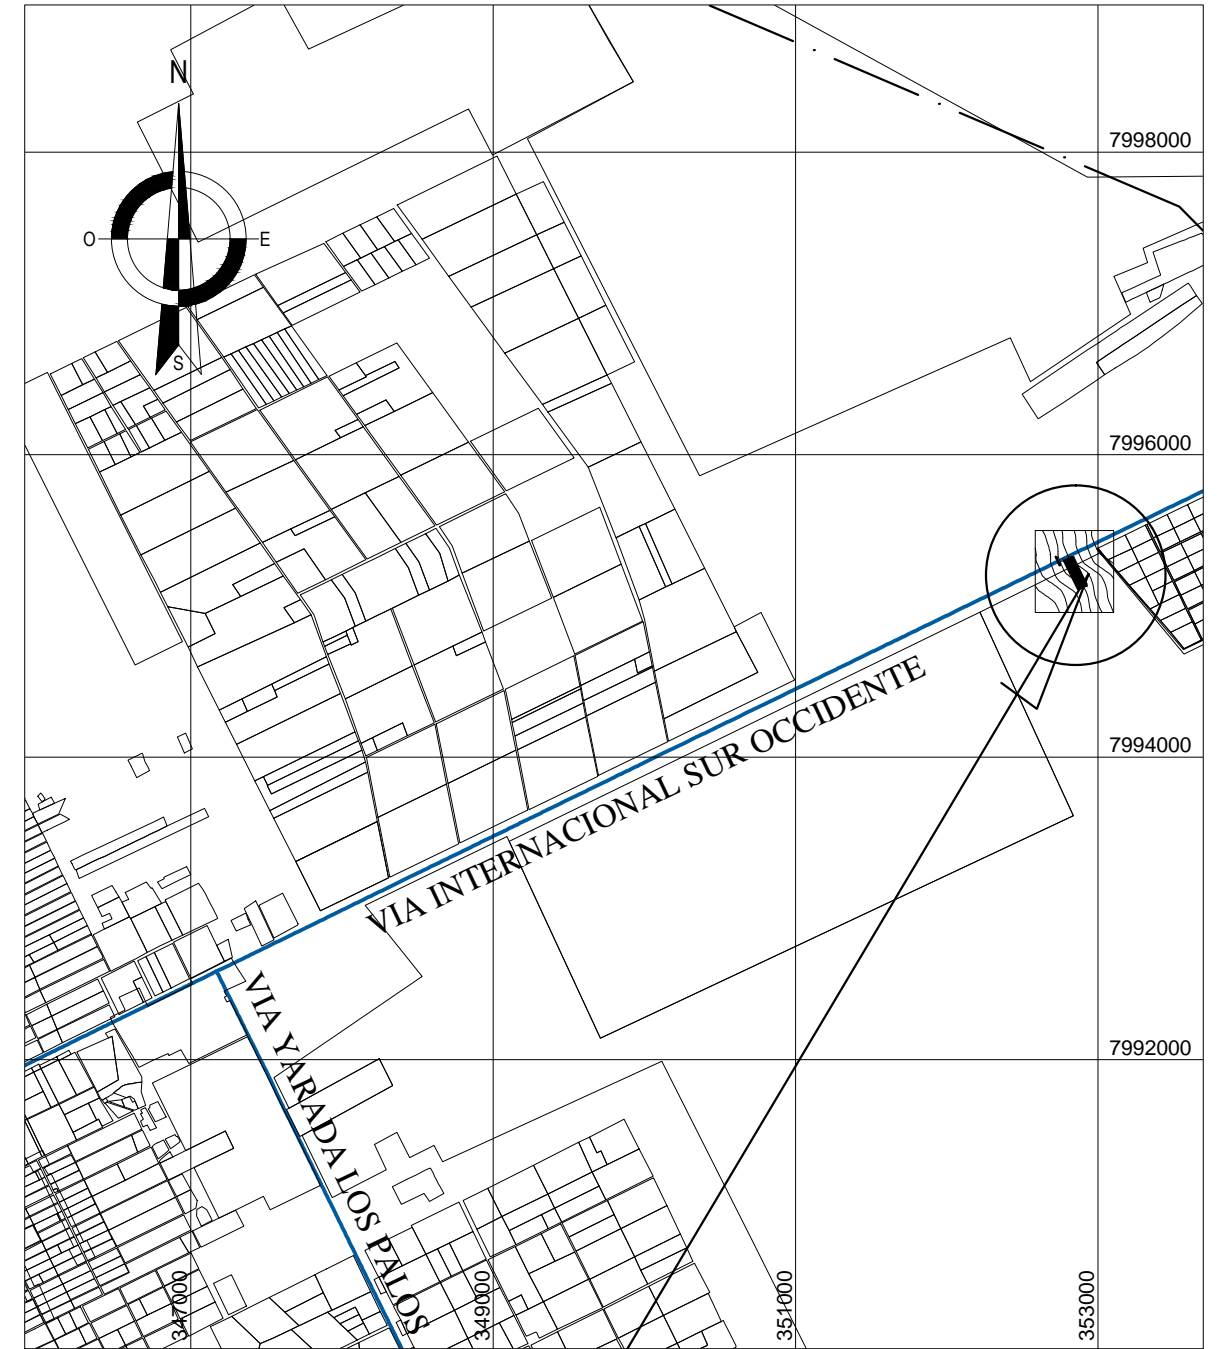 N
7998000
O
E
S
7996000
VIA INTERNACIONAL SUR OCCIDENTE
7994000
VIA YARADA LOS PALOS
7992000
347000
349000
351000
353000